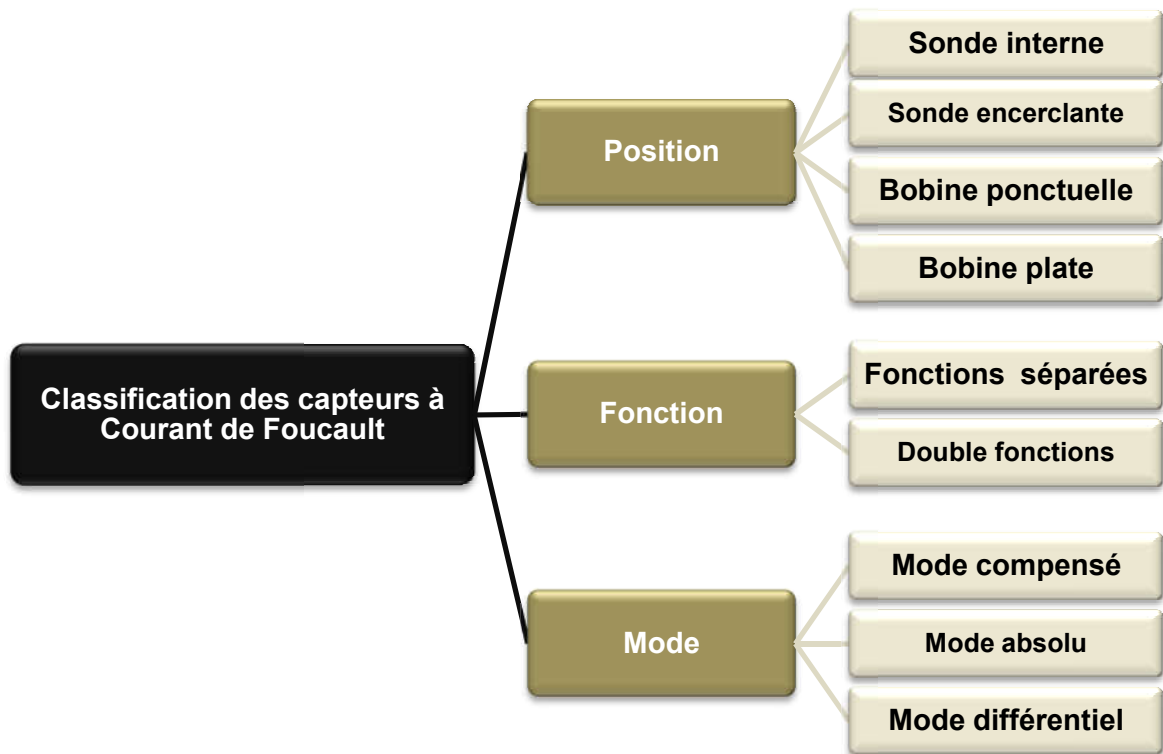 Classification des capteurs à
Courant de Foucault
Position
Sonde interne
Sonde encerclante
Bobine ponctuelle
Bobine plate
Fonction
Fonctions séparées
Double fonctions
Mode
Mode compensé
Mode absolu
Mode différentiel